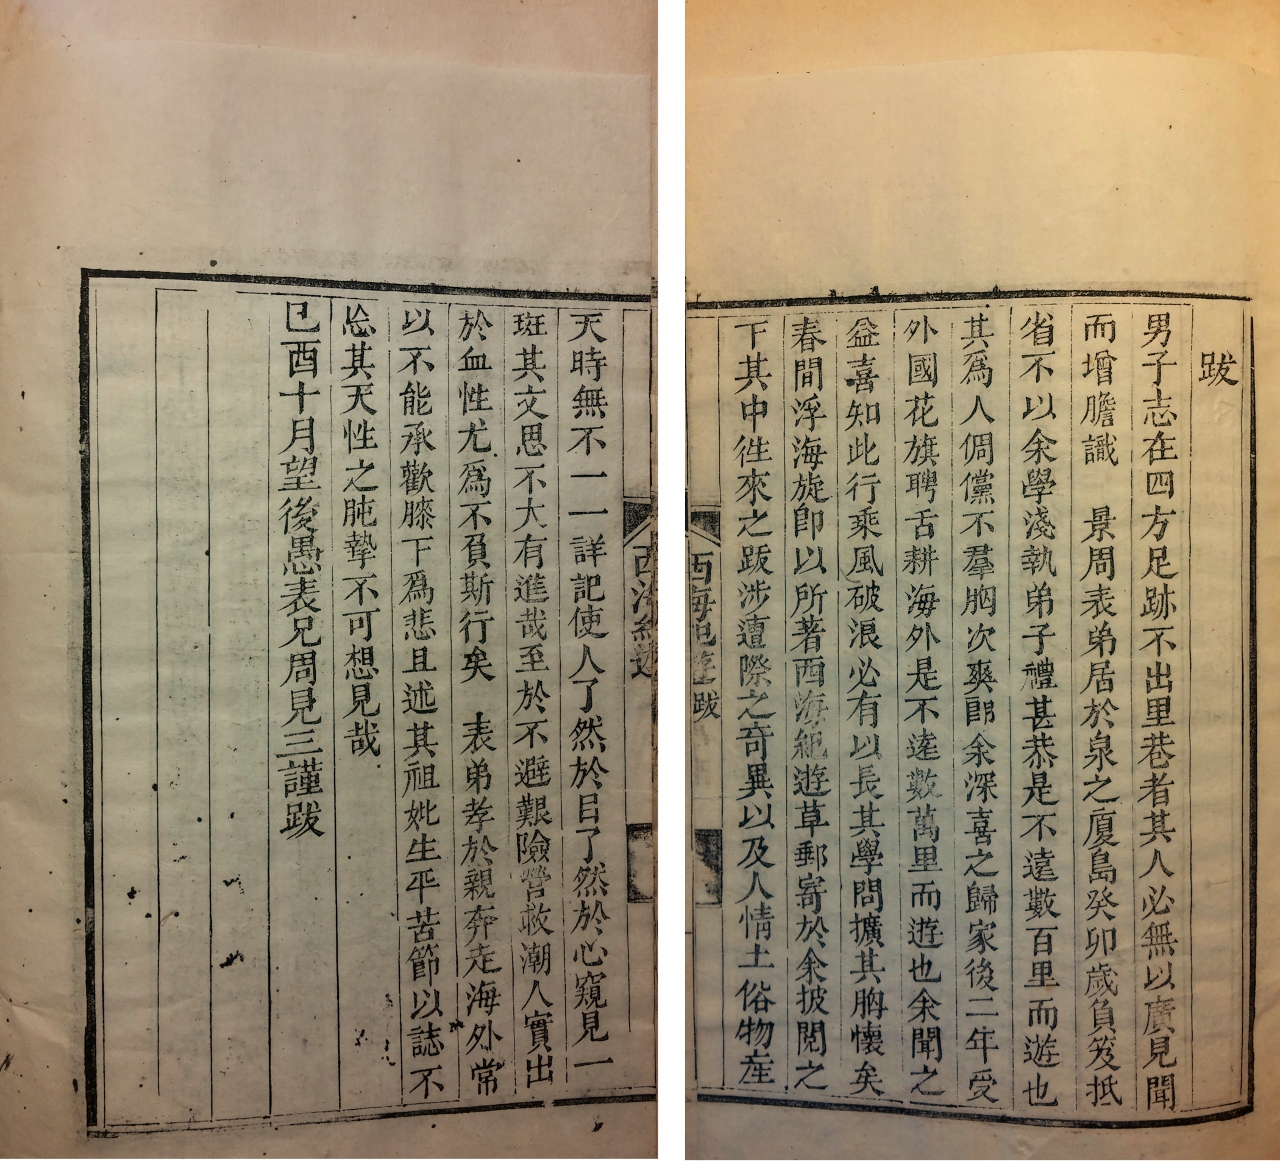 跋
男子志在四方足跡不出里巷者其人必無以廣見聞
而增膽識　景周表弟居於泉之廈島癸卯歲負笈抵
省不以余學淺執弟子禮甚恭是不遠數百里而遊也
其爲人倜儻不羣胸次爽朗余深喜之歸家後二年受
外國花旗聘舌耕海外是不遠數萬里而遊也余聞之
益喜知此行乘風破浪必有以長其學問擴其胸懷矣
春間浮海旋卽以所著西海紀遊草郵寄於余披閱之
下其中徃來之跋涉遭際之奇異以及人情土俗物產
西海紀遊　跋
西海紀遊
天時無不一一詳記使人了然於目了然於心窺見一
斑其文思不大有進哉至於不避艱險營救潮人實出
於血性尤爲不負斯行矣　表弟孝於親奔走海外常
以不能承歡膝下爲悲且述其祖妣生平苦節以誌不
忘其天性之肫摯不可想見哉
己酉十月望後愚表兄周見三謹跋